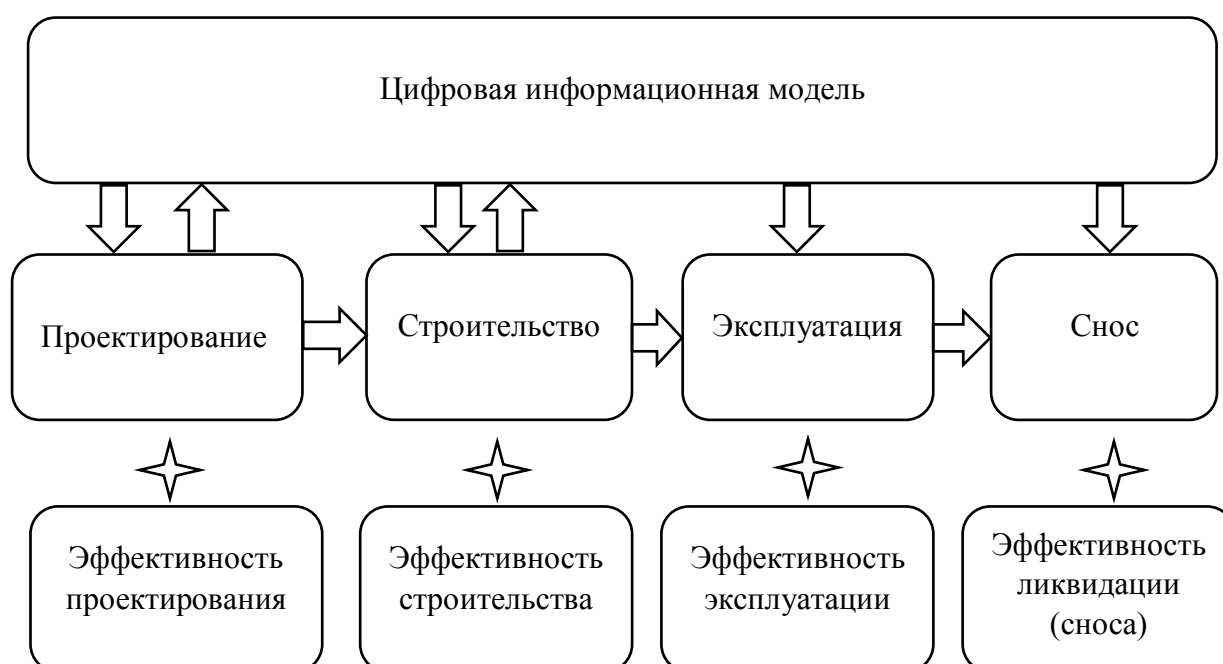 Цифровая информационная модель
Проектирование
Строительство
Эксплуатация
Снос
Эффективность
проектирования
Эффективность
строительства
Эффективность
эксплуатации
Эффективность
ликвидации
(сноса)